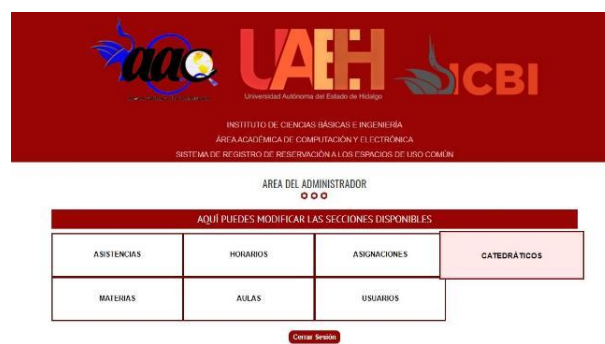 aac
UAEH
Universidad Autónoma del Estado de Hidalgo
ICBI
INSTITUTO DE CIENCIAS BÁSICAS E INGENIERÍA
ÁREA ACADÉMICA DE COMPUTACIÓN Y ELECTRÓNICA
SISTEMA DE REGISTRO DE RESERVACIÓN A LOS ESPACIOS DE USO COMÚN
AREA DEL ADMINISTRADOR
AQUÍ PUEDES MODIFICAR LAS SECCIONES DISPONIBLES
ASISTENCIAS
HORARIOS
ASIGNACIONES
CATEDRÁTICOS
MATERIAS
AULAS
USUARIOS
Cerrar Sesión